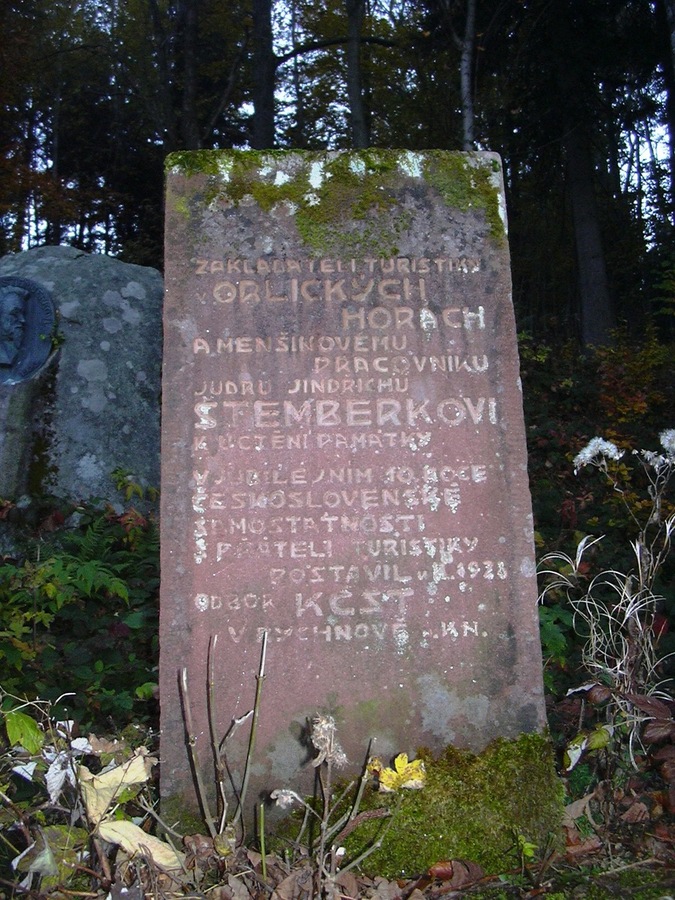 ZAKLADATELI TURISTIKY
V ORLICKÝCH
HORÁCH
A MENŠINOVÉMU
PRACOVNÍKU
JUDRU JINDŘICHU
ŠTEMBERKOVI
K UCTĚNÍ PAMÁTKY
V JUBILEJNÍM 10. ROCE
ČESKOSLOVENSKÉ
SAMOSTATNOSTI
S PŘÁTELI TURISTIKY
POSTAVIL 1928
ODBOR KČST
V RYCHNOVĚ N. KN.